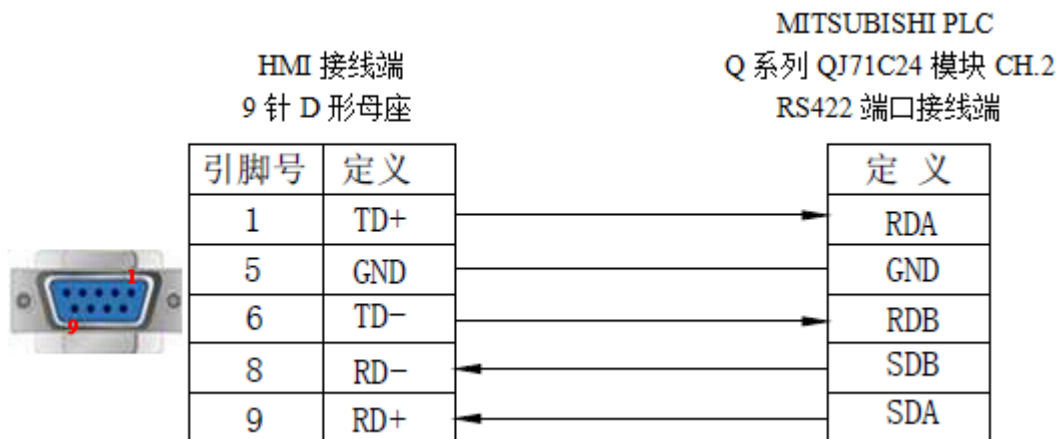 MITSUBISHI PLC
HMI 接线端
Q 系列 QJ71C24 模块 CH.2
9 针 D 形母座
RS422 端口接线端
引脚号 定义
定 义
1 TD+
RDA
5 GND
GND
6 TD-
RDB
8 RD-
SDB
9 RD+
SDA
1
9